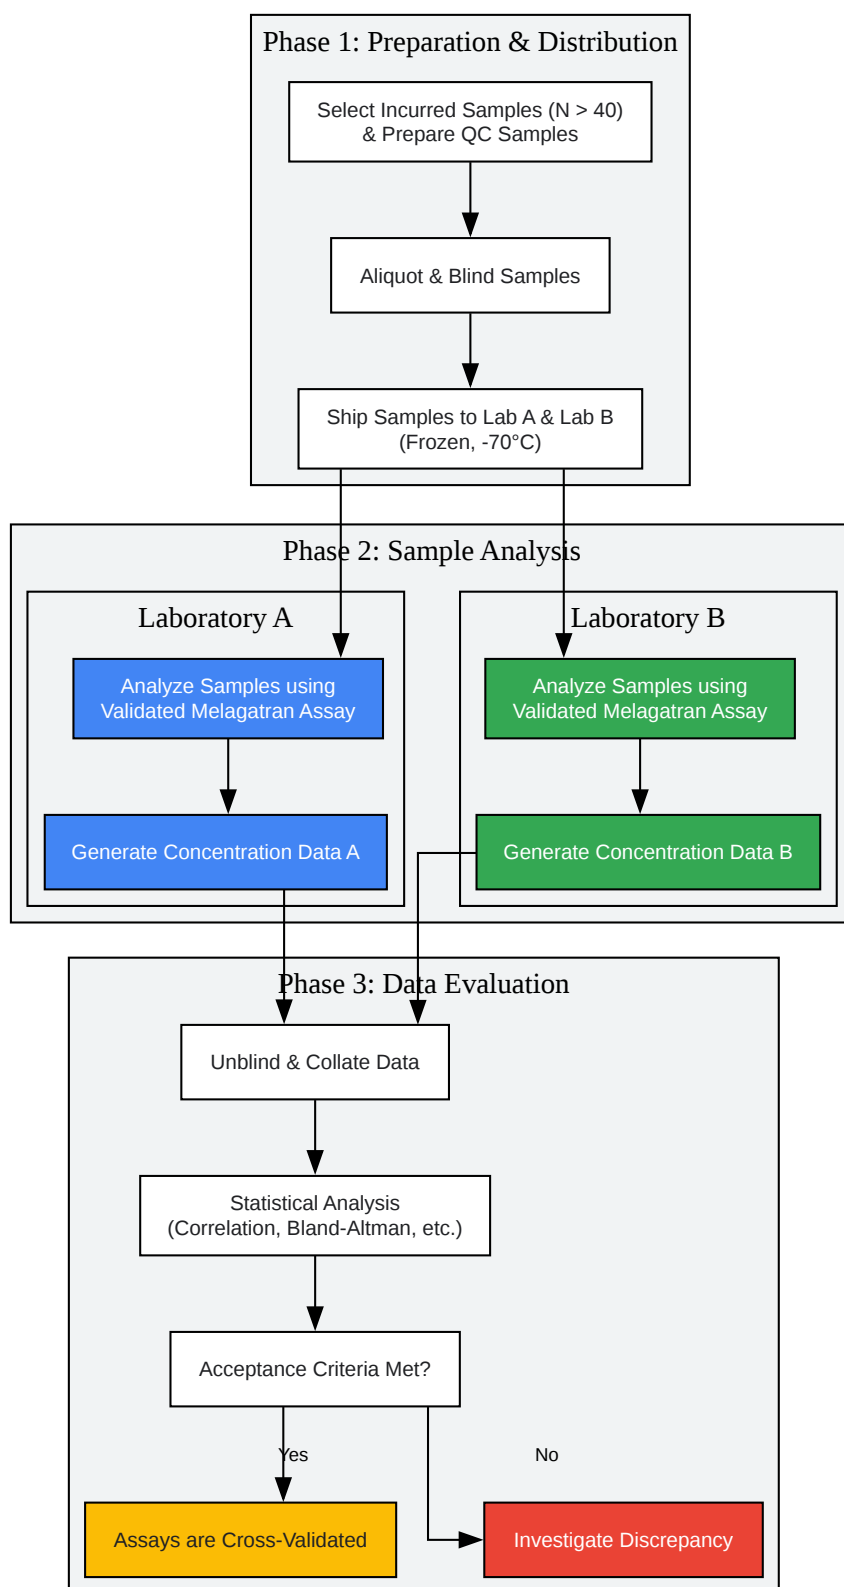 Phase 1: Preparation & Distribution
Select Incurred Samples (N > 40)
& Prepare QC Samples
Aliquot & Blind Samples
Ship Samples to Lab A & Lab B
(Frozen, -70°C)
Phase 2: Sample Analysis
Laboratory A
Analyze Samples using
Validated Melagatran Assay
Generate Concentration Data A
Laboratory B
Analyze Samples using
Validated Melagatran Assay
Generate Concentration Data B
Phase 3: Data Evaluation
Unblind & Collate Data
Statistical Analysis
(Correlation, Bland-Altman, etc.)
Acceptance Criteria Met?
Yes
No
Assays are Cross-Validated
Investigate Discrepancy